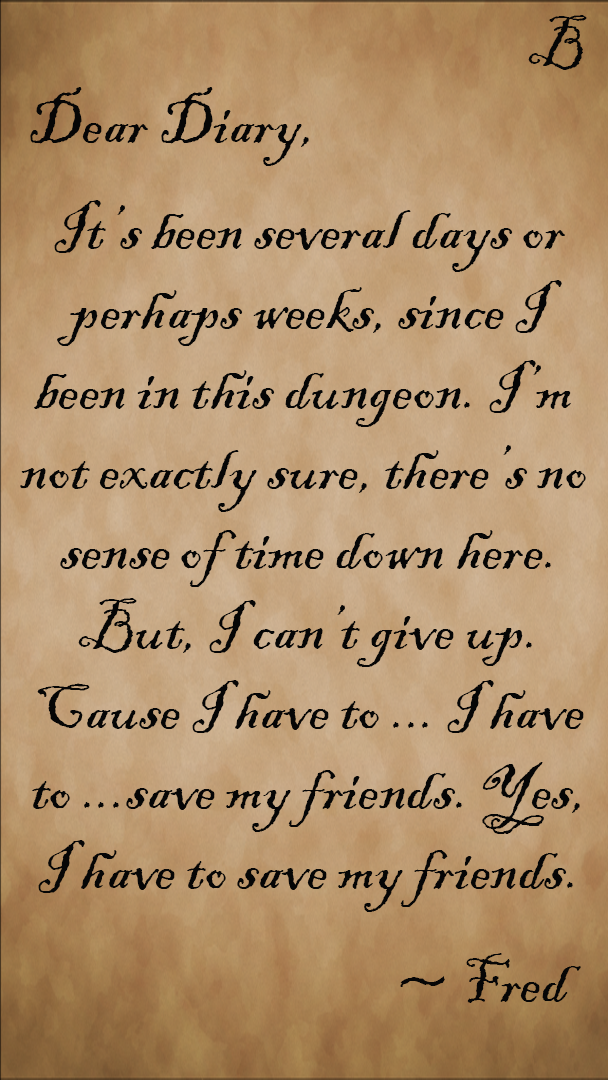 B
Dear Diary,
It's been several days or
perhaps weeks, since I
been in this dungeon. I'm
not exactly sure, there's no
sense of time down here.
But, I can't give up.
'Cause I have to ... I have
to ...save my friends. Yes,
I have to save my friends.
~ Fred